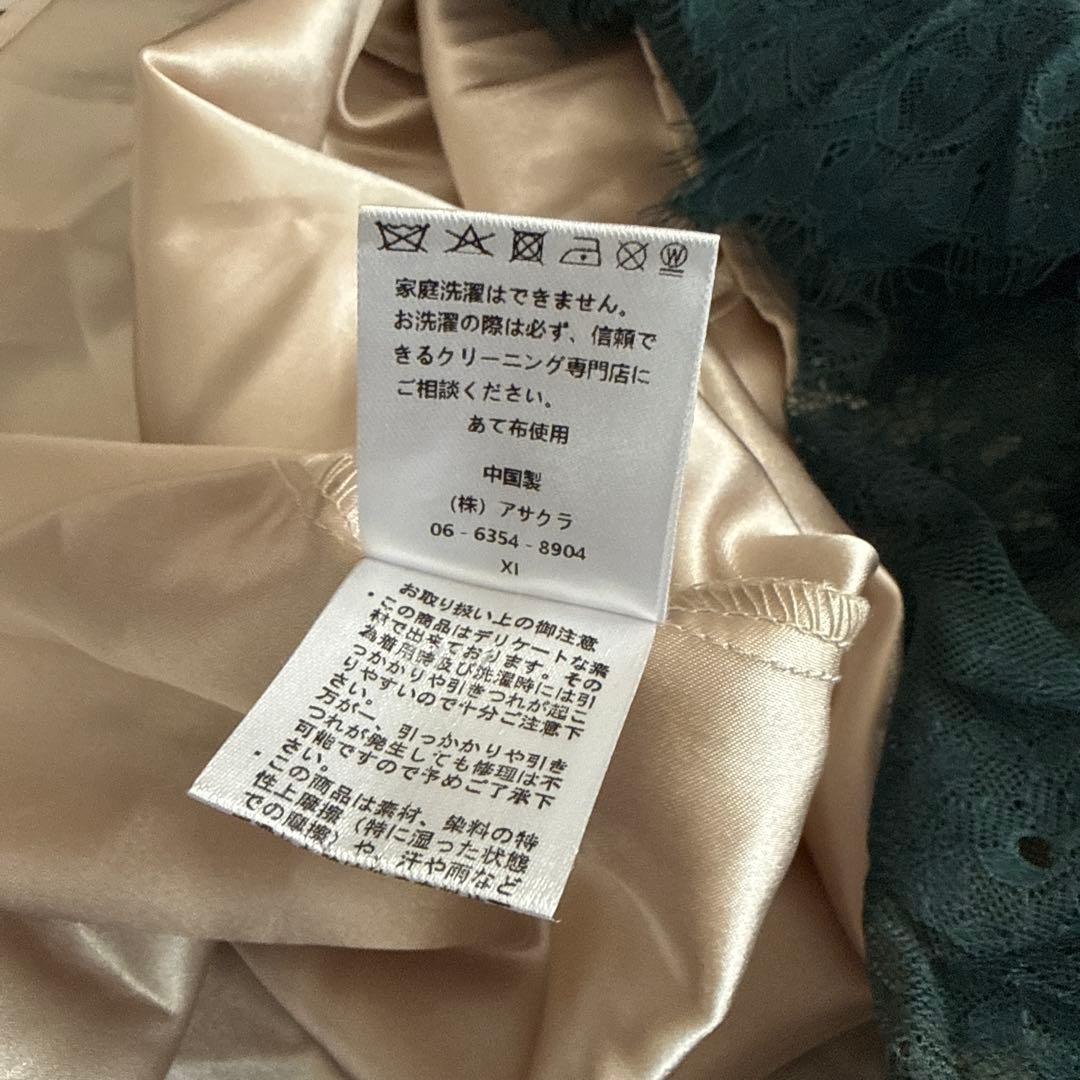 W
家庭洗濯はできません。
お洗濯の際は必ず、信頼で
きるクリーニング専門店に
ご相談ください。
あて布使用
中国製
(株) アサクラ
06 - 6354 - 8904
XI
お取り扱い上の御注意
・この商品はデリケートな素
材で出来ております。その
為着用時及び洗濯時には引
つかかりや引きつれが起こ
りやすいので十分ご注意下
さい。
万が一、引っかかりや引き
つれが発生しても修理は不
可能ですので予めご了承下
さい。
・この商品は素材、染料の特
性上摩擦（特に湿った状態
での摩擦）や、汗や雨など